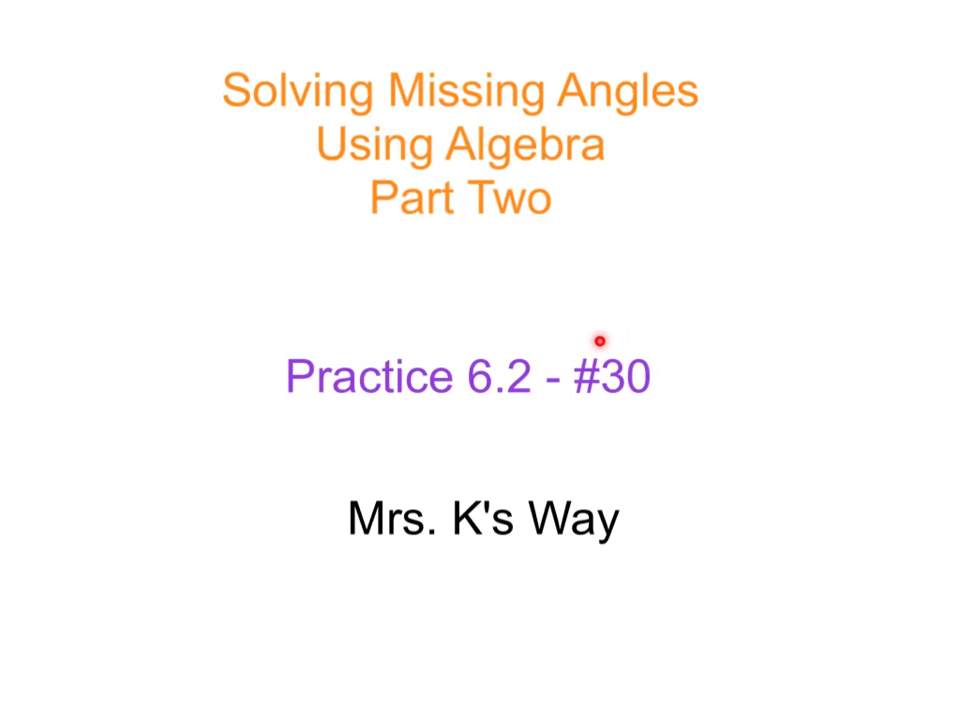 Solving Missing Angles
Using Algebra
Part Two
Practice 6.2 - #30
Mrs. K's Way